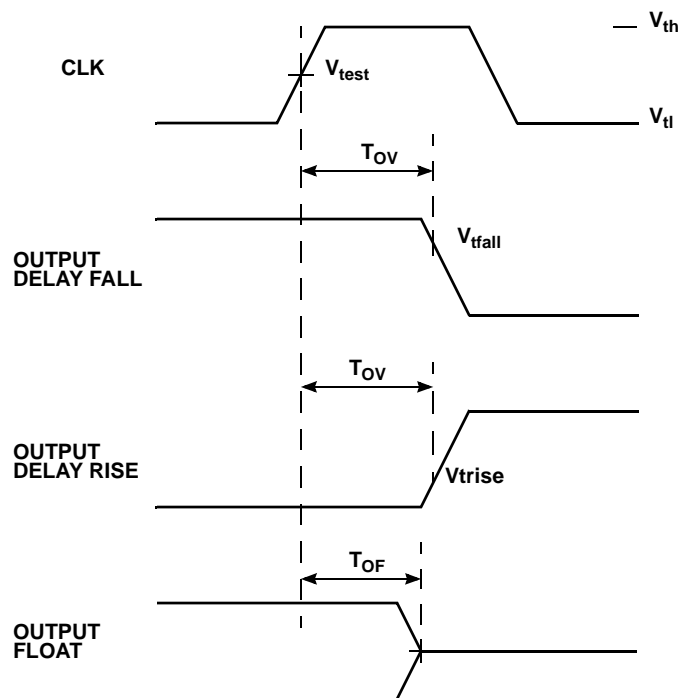 V_th
CLK
V_test
V_tl
T_OV
V_tfall
OUTPUT
DELAY FALL
T_OV
OUTPUT
DELAY RISE
Vtrise
T_OF
OUTPUT
FLOAT